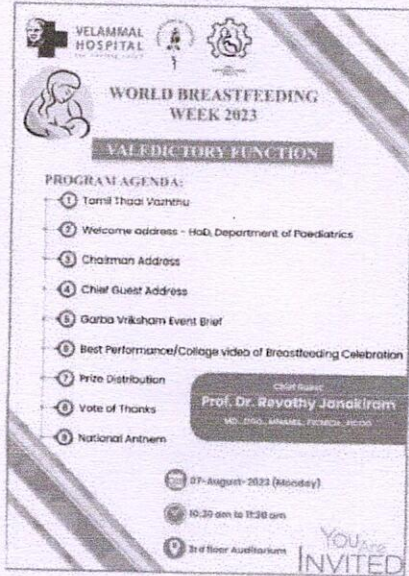 VELAMMAL
HOSPITAL
WORLD BREASTFEEDING
WEEK 2023
VALEDICTORY FUNCTION
PROGRAM AGENDA:
1 Tamil Thaai Vazhthu
2 Welcome address - HoD, Department of Paediatrics
3 Chairman Address
4 Chief Guest Address
5 Garba Vriksham Event Brief
6 Best Performance/Collage video of Breastfeeding Celebration
7 Prize Distribution
8 Vote of Thanks
9 National Anthem
Chief Guest
Prof. Dr. Revathy Janakiram
MD., DGO., MNAMS.,
07-August-2023 (Monday)
10:30 am to 11:30 am
3rd floor Auditorium
YOU Are
INVITED